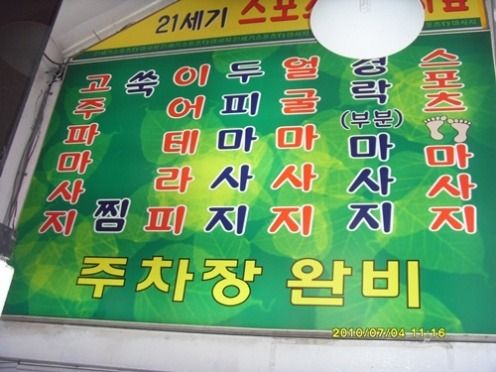 21세기 스포츠
고주파마사지
쑥찜
이어테라피
두피마사지
얼굴마사지
경락(부분)마사지
스포츠마사지
주차장 완비
2010/07/04 11:16